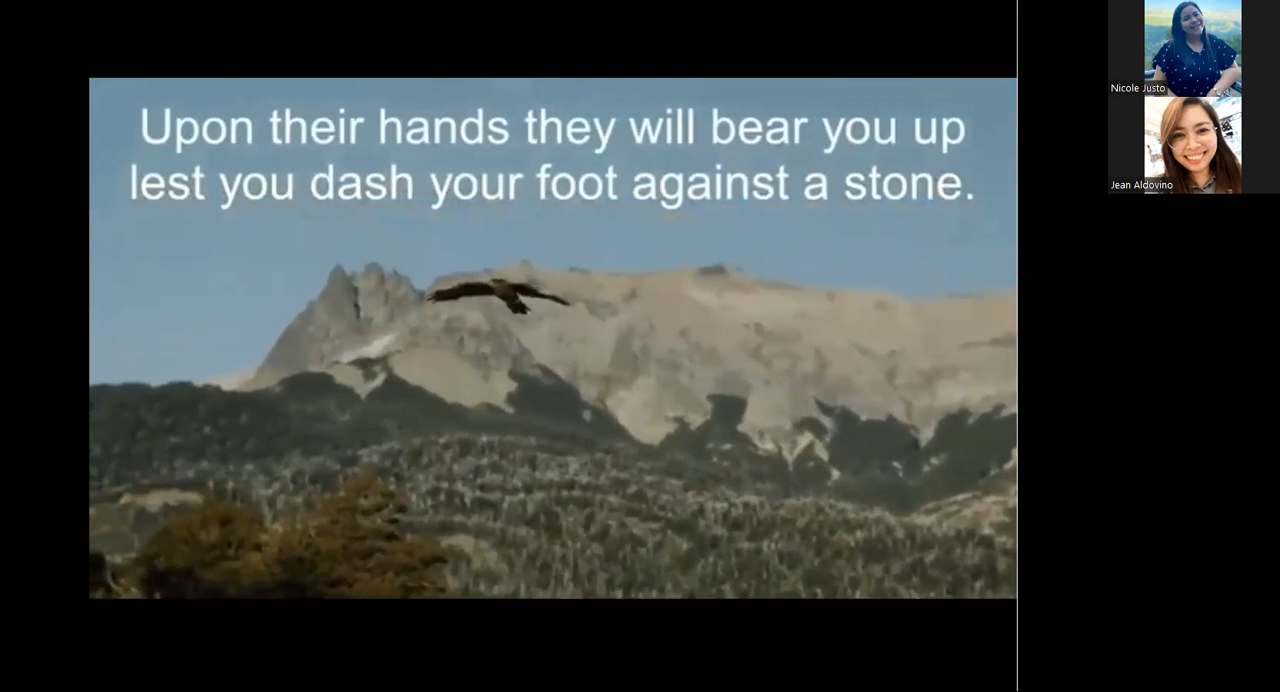 Upon their hands they will bear you up
lest you dash your foot against a stone.
Nicole Justo
Jean Aldovino